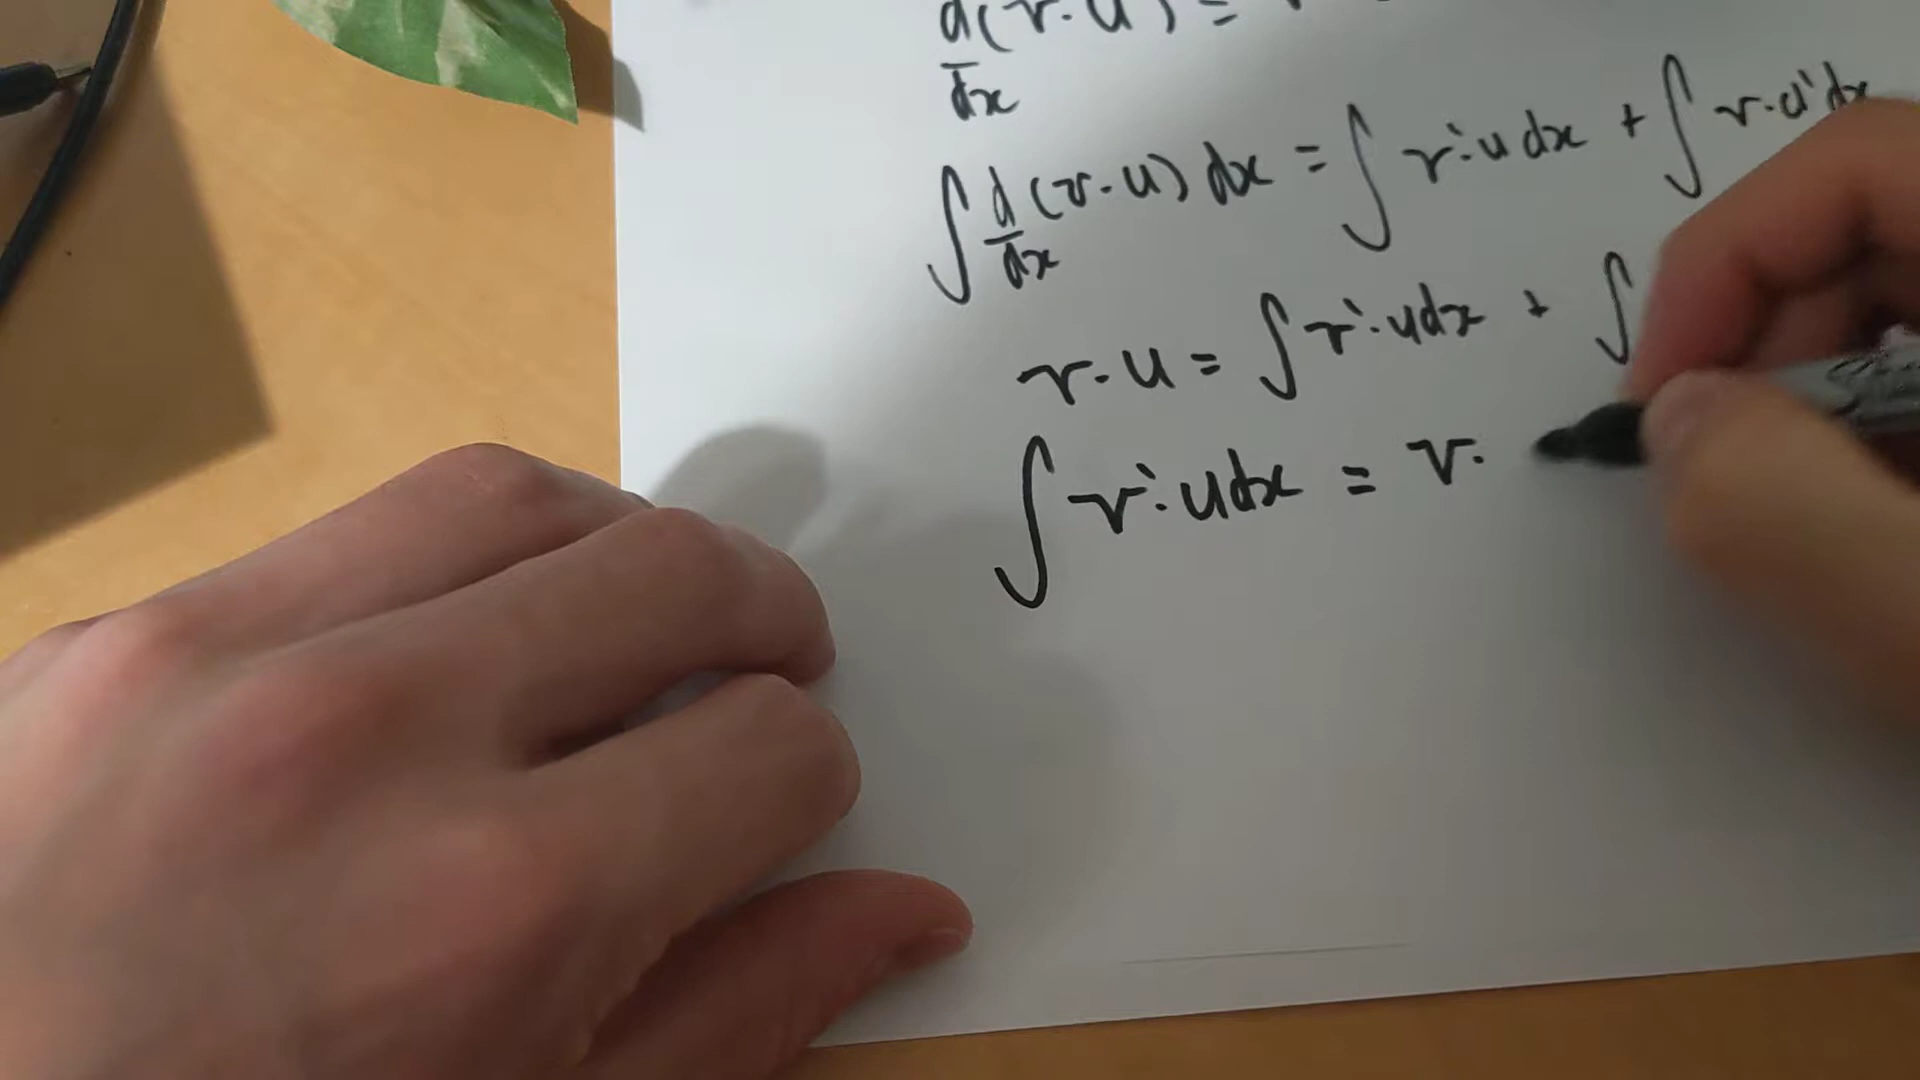 d/dx (v·u) =
∫ d/dx (v·u) dx = ∫ v'·u dx + ∫ v·u' dx
v·u = ∫ v'·u dx + ∫
∫ v'·u dx = v·